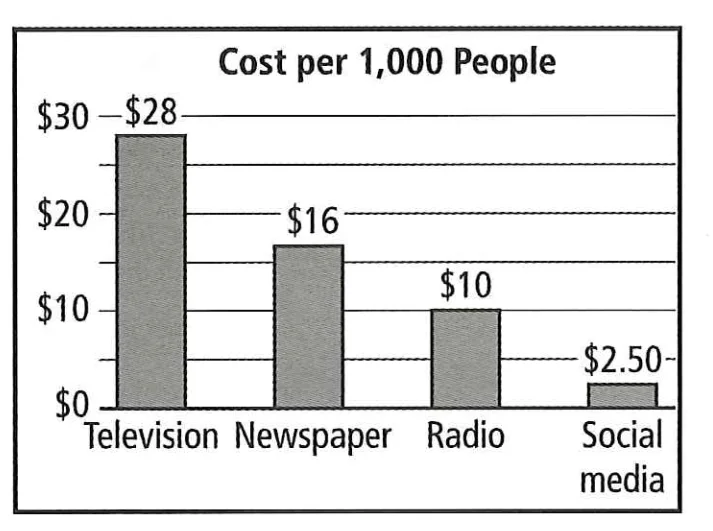 Cost per 1,000 People
$30
$28
$20
$16
$10
$10
$2.50
$0
Television Newspaper Radio Social
media